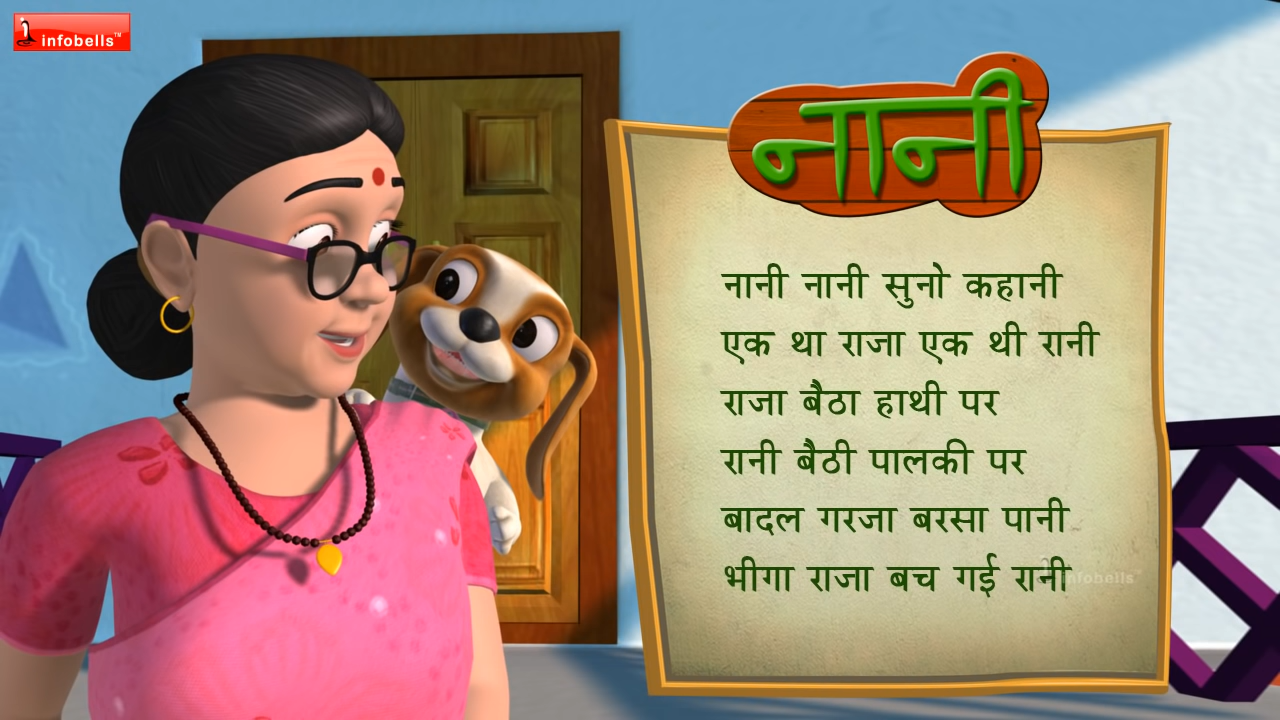 infobells™
नानी
नानी नानी सुनो कहानी
एक था राजा एक थी रानी
राजा बैठा हाथी पर
रानी बैठी पालकी पर
बादल गरजा बरसा पानी
भीगा राजा बच गई रानी
infobells